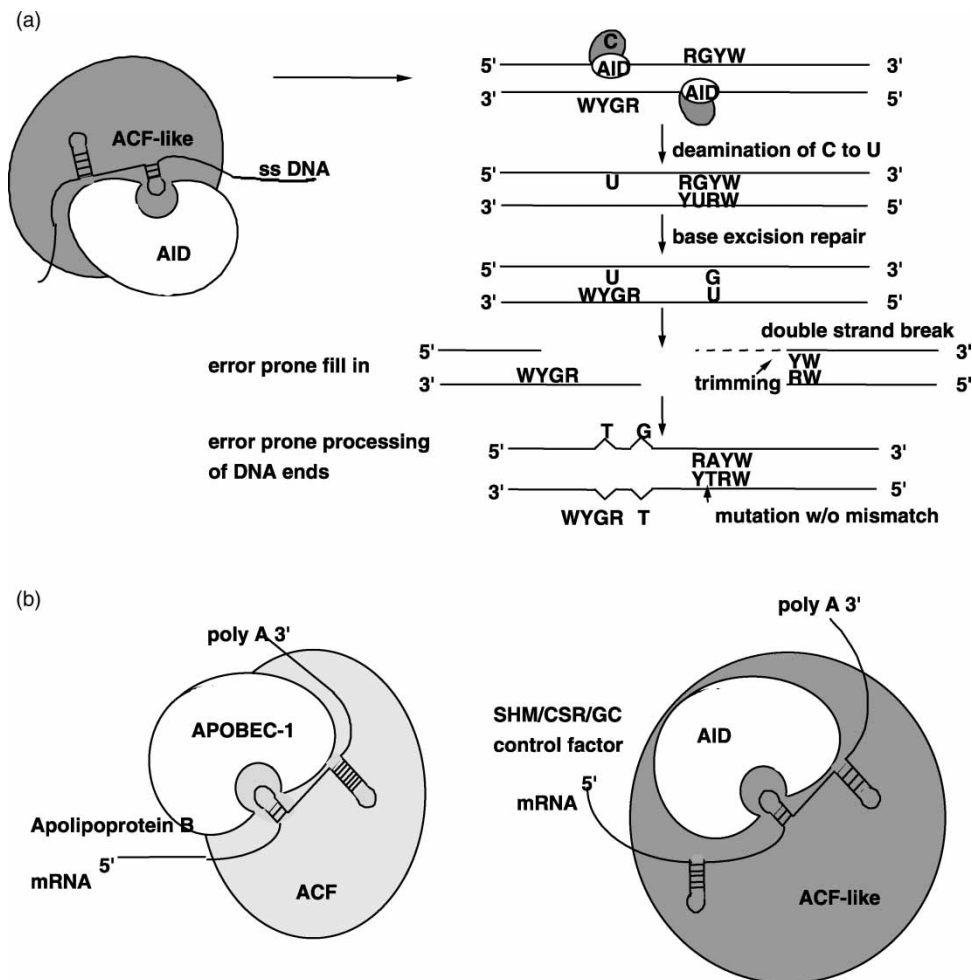 (a)
ACF-like
ss DNA
AID
C
5' AID RGYW 3'
3' WYGR AID 5'
deamination of C to U
5' U RGYW 3'
3' YURW 5'
base excision repair
5' U G 3'
3' WYGR U 5'
double strand break
error prone fill in
5' YW 3'
3' WYGR trimming RW 5'
error prone processing
of DNA ends
T G
5' RAYW 3'
3' YTRW 5'
WYGR T mutation w/o mismatch
(b)
poly A 3'
APOBEC-1
Apolipoprotein B
5'
mRNA
ACF
poly A 3'
SHM/CSR/GC
control factor
AID
5'
mRNA
ACF-like